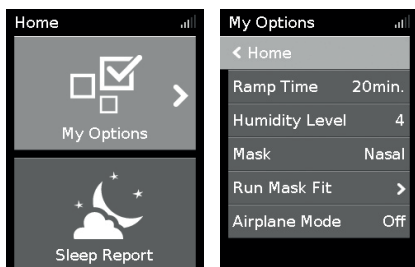 Home
My Options
Sleep Report
My Options
Home
Ramp Time 20min.
Humidity Level 4
Mask Nasal
Run Mask Fit
Airplane Mode Off